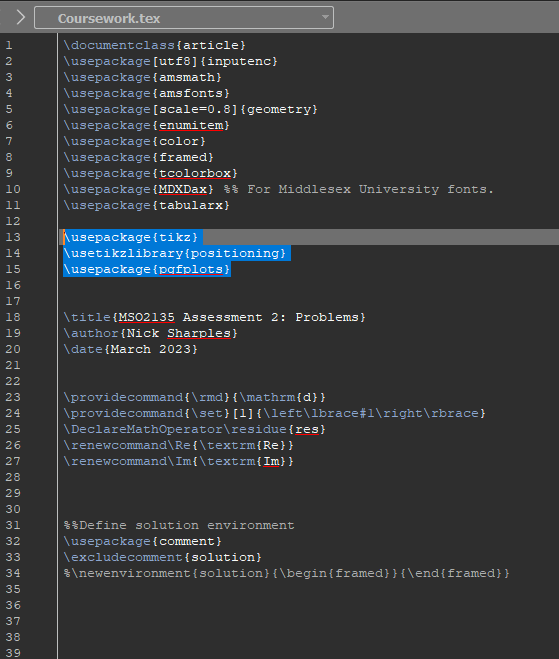 Coursework.tex
1 \documentclass{article}
2 \usepackage[utf8]{inputenc}
3 \usepackage{amsmath}
4 \usepackage{amsfonts}
5 \usepackage[scale=0.8]{geometry}
6 \usepackage{enumitem}
7 \usepackage{color}
8 \usepackage{framed}
9 \usepackage{tcolorbox}
10 \usepackage{MDXDax} %% For Middlesex University fonts.
11 \usepackage{tabularx}
12
13 \usepackage{tikz}
14 \usetikzlibrary{positioning}
15 \usepackage{pgfplots}
16
17
18 \title{MSO2135 Assessment 2: Problems}
19 \author{Nick Sharples}
20 \date{March 2023}
21
22
23 \providecommand{\rmd}{\mathrm{d}}
24 \providecommand{\set}[1]{\left\lbrace#1\right\rbrace}
25 \DeclareMathOperator\residue{res}
26 \renewcommand\Re{\textrm{Re}}
27 \renewcommand\Im{\textrm{Im}}
28
29
30
31 %%Define solution environment
32 \usepackage{comment}
33 \excludecomment{solution}
34 %\newenvironment{solution}{\begin{framed}}{\end{framed}}
35
36
37
38
39